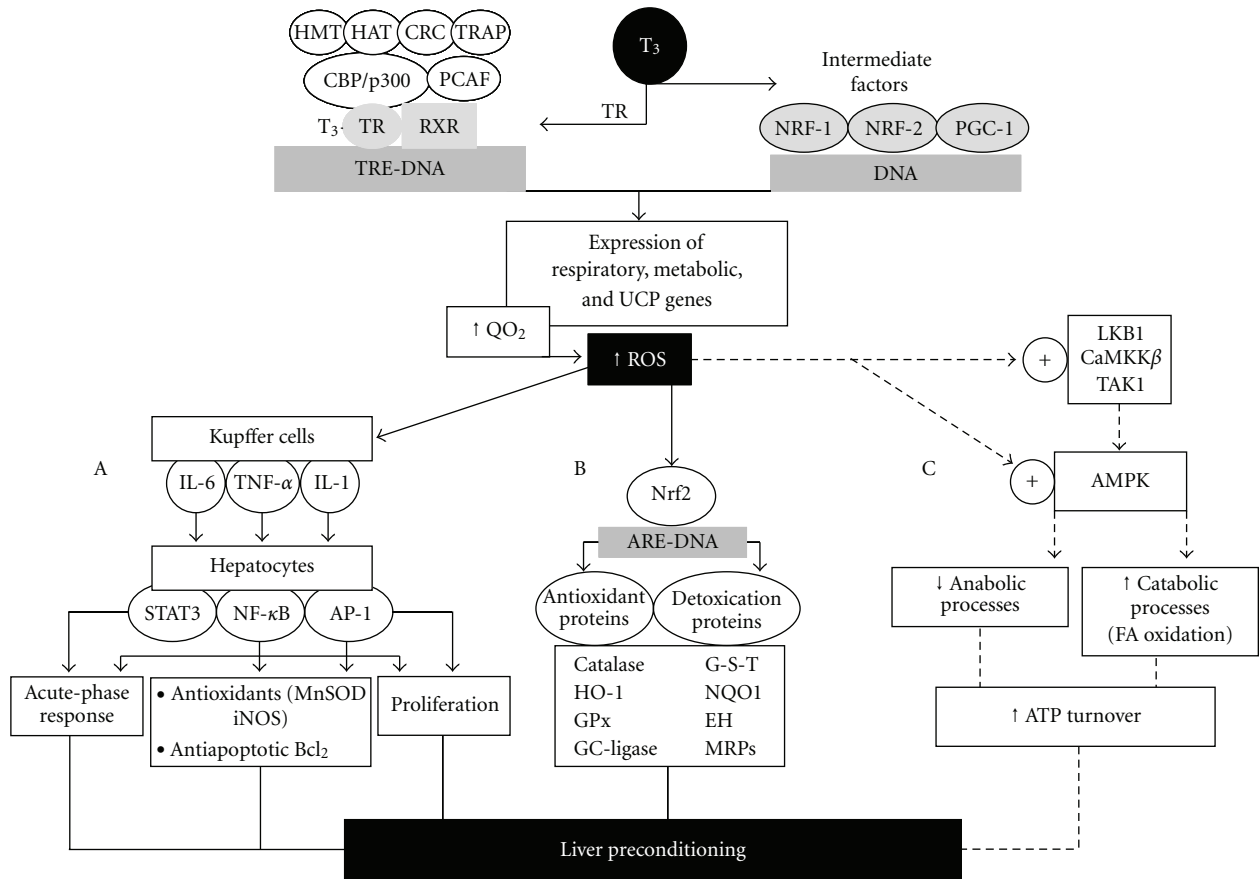 HMT HAT CRC TRAP
CBP/p300 PCAF
T3- TR RXR
TRE-DNA
T3
TR
Intermediate
factors
NRF-1 NRF-2 PGC-1
DNA
Expression of
respiratory, metabolic,
and UCP genes
↑ QO2
↑ ROS
+
LKB1
CaMKKβ
TAK1
A
Kupffer cells
IL-6 TNF-α IL-1
Hepatocytes
STAT3 NF-κB AP-1
Acute-phase
response
• Antioxidants (MnSOD
iNOS)
• Antiapoptotic Bcl2
Proliferation
B
Nrf2
ARE-DNA
Antioxidant
proteins
Detoxication
proteins
Catalase G-S-T
HO-1 NQO1
GPx EH
GC-ligase MRPs
C
+
AMPK
↓ Anabolic
processes
↑ Catabolic
processes
(FA oxidation)
↑ ATP turnover
Liver preconditioning